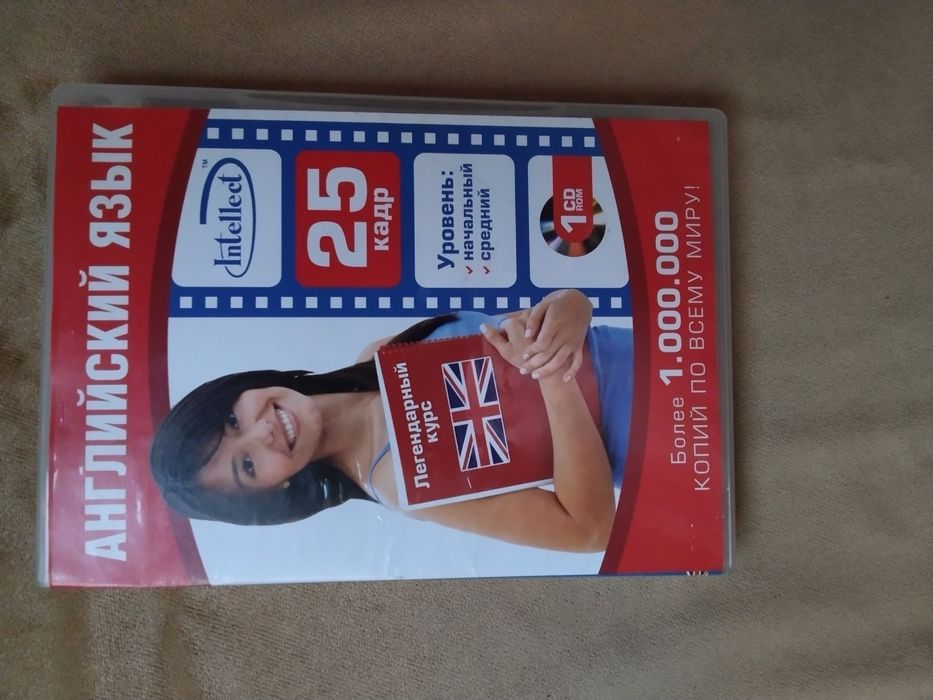 АНГЛИЙСКИЙ ЯЗЫК
Intellect™
25
кадр
Уровень:
✓ начальный
✓ средний
1 CD
ROM
Легендарный
курс
Более 1.000.000
КОПИЙ ПО ВСЕМУ МИРУ!